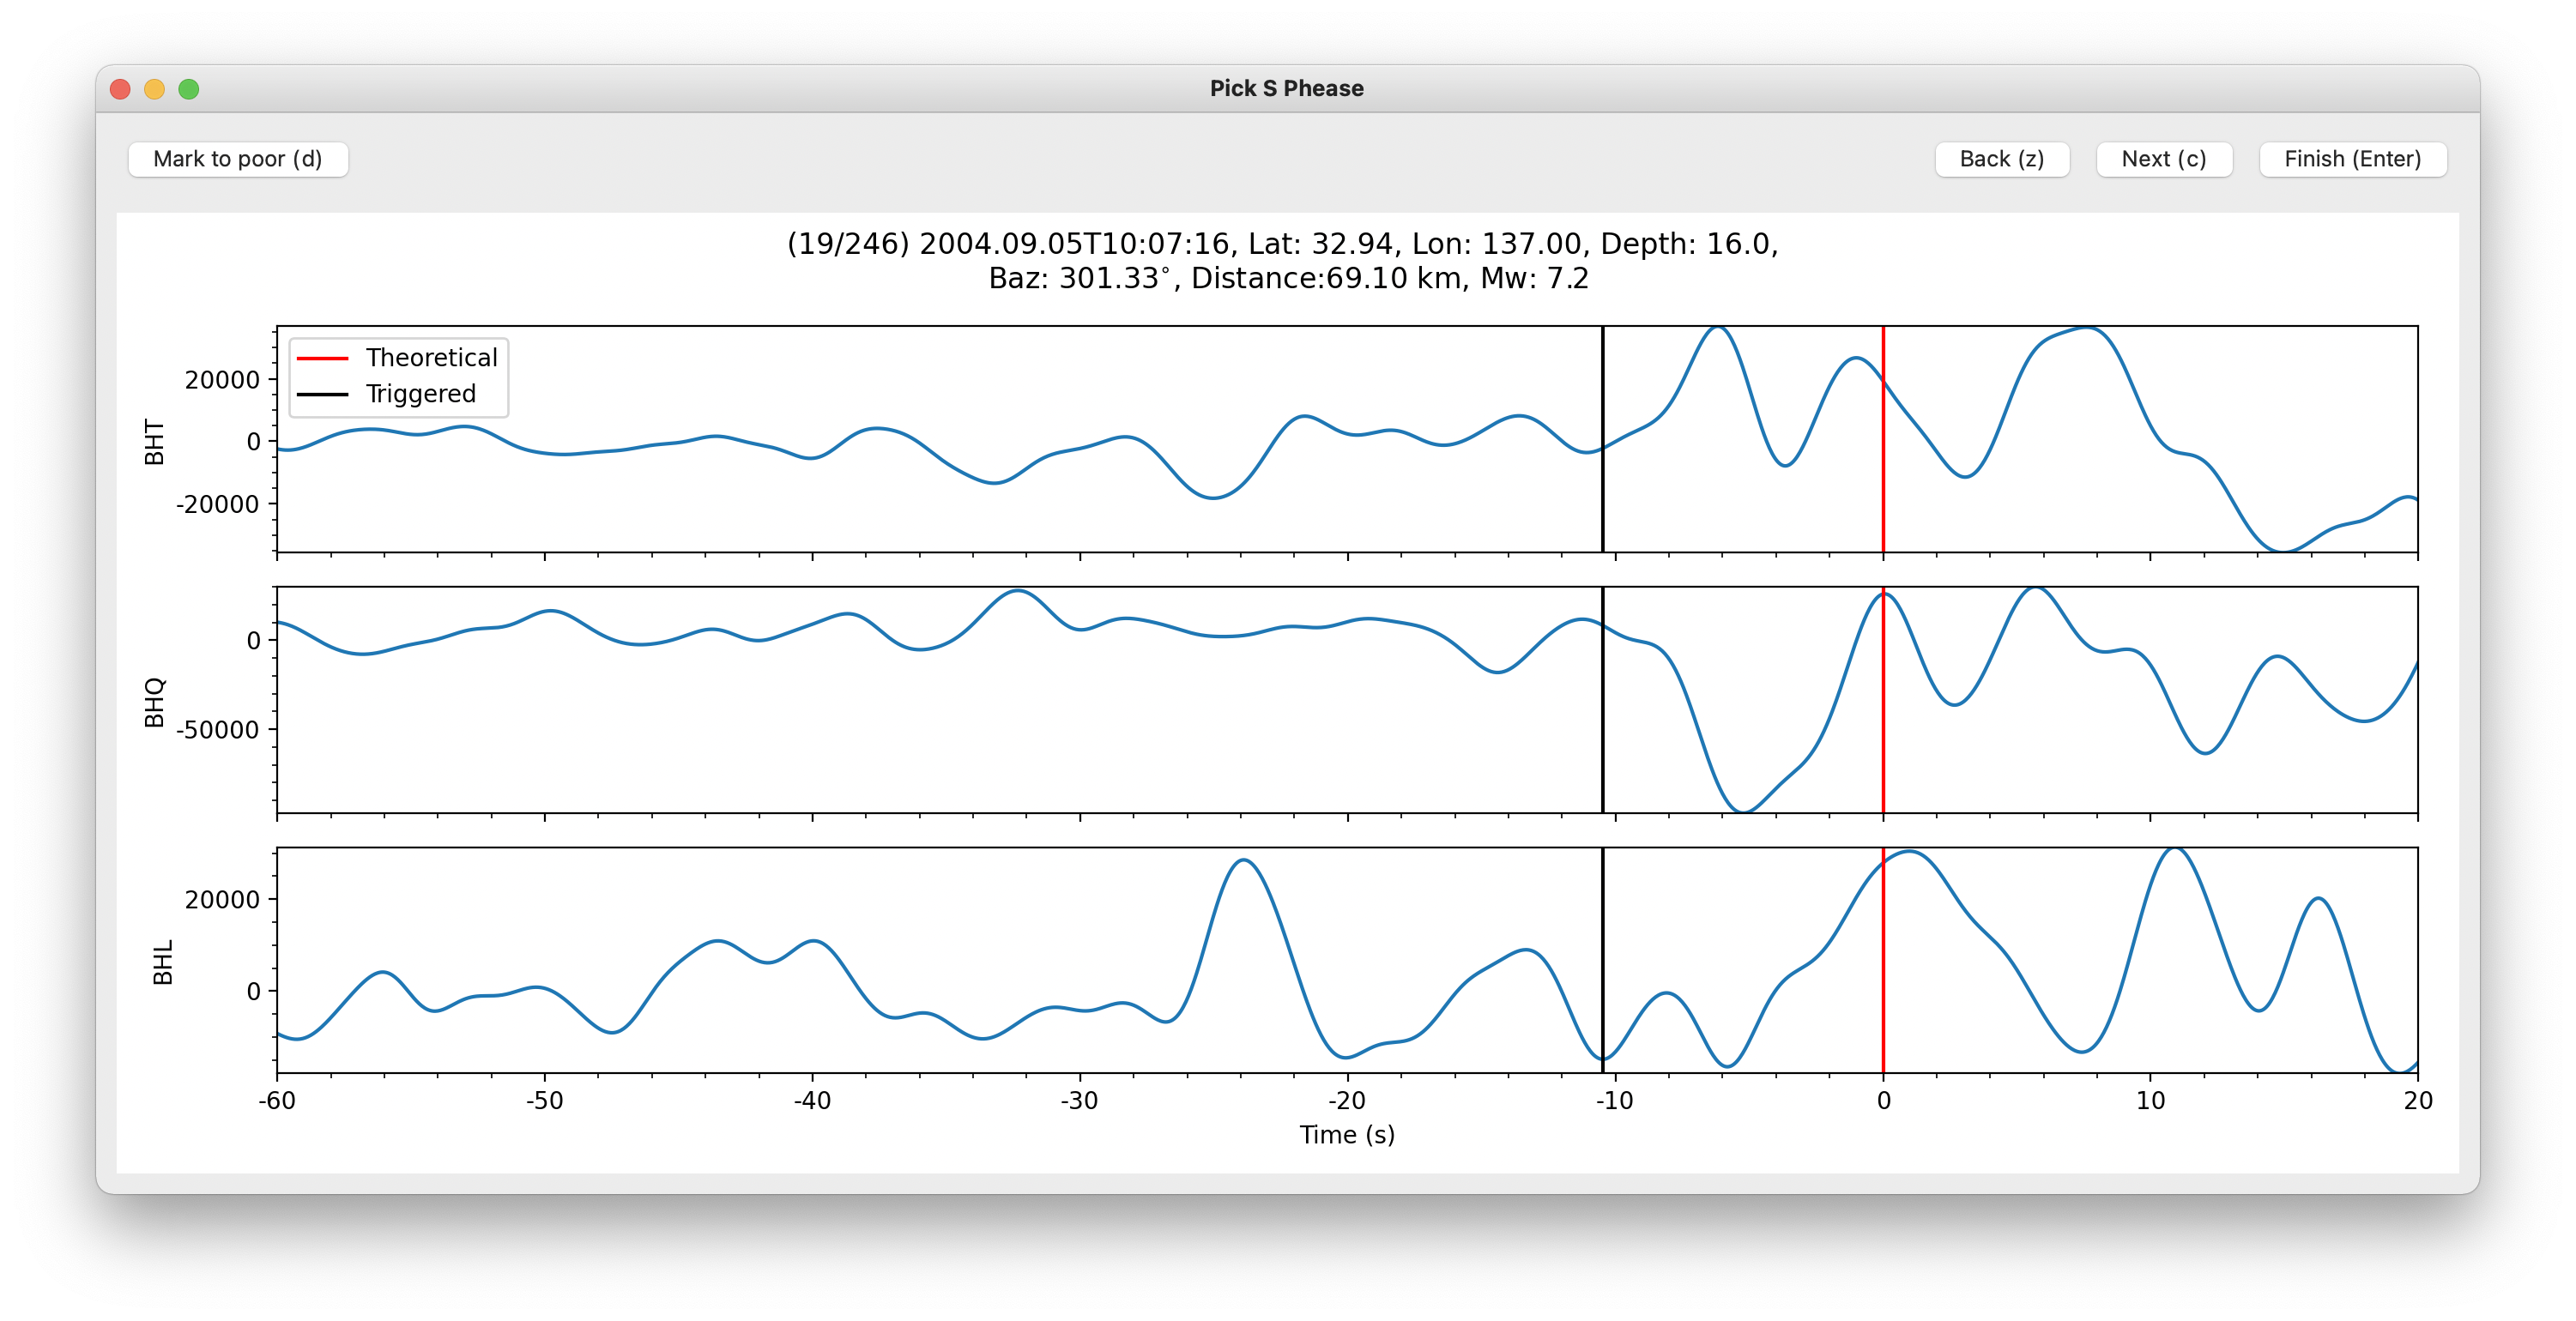 Pick S Phease
Mark to poor (d)
Back (z)
Next (c)
Finish (Enter)
(19/246) 2004.09.05T10:07:16, Lat: 32.94, Lon: 137.00, Depth: 16.0,
Baz: 301.33°, Distance:69.10 km, Mw: 7.2
Theoretical
Triggered
BHT
20000
0
-20000
BHQ
0
-50000
BHL
20000
0
-60 -50 -40 -30 -20 -10 0 10 20
Time (s)